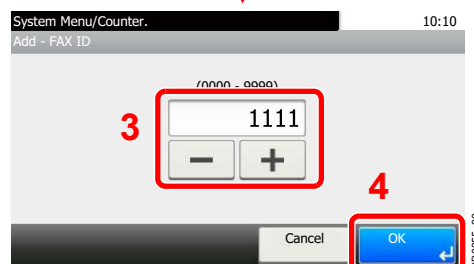 System Menu/Counter. 10:10
Add - FAX ID
(0000 - 9999)
3
1111
− +
4
Cancel
OK